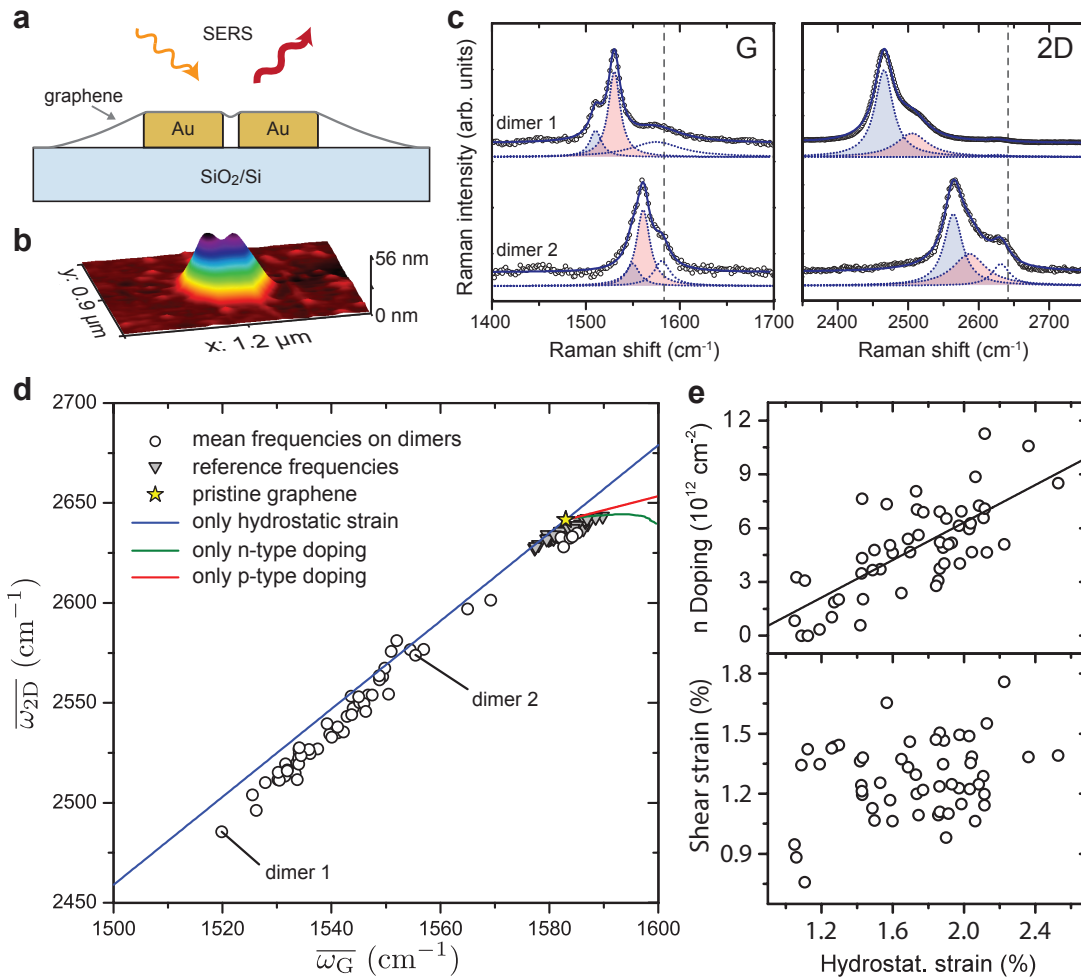 a
SERS
graphene
Au
Au
SiO2/Si
b
56 nm
0 nm
y: 0.9 µm
x: 1.2 µm
c
G
2D
dimer 1
dimer 2
Raman intensity (arb. units)
1400 1500 1600 1700
2400 2500 2600 2700
Raman shift (cm-1)
Raman shift (cm-1)
d
2700
2650
2600
2550
2500
2450
ω2D (cm−1)
mean frequencies on dimers
reference frequencies
pristine graphene
only hydrostatic strain
only n-type doping
only p-type doping
dimer 2
dimer 1
1500 1520 1540 1560 1580 1600
ωG (cm−1)
e
12
9
6
3
0
n Doping (10^12 cm-2)
1.8
1.5
1.2
0.9
Shear strain (%)
1.2 1.6 2.0 2.4
Hydrostat. strain (%)